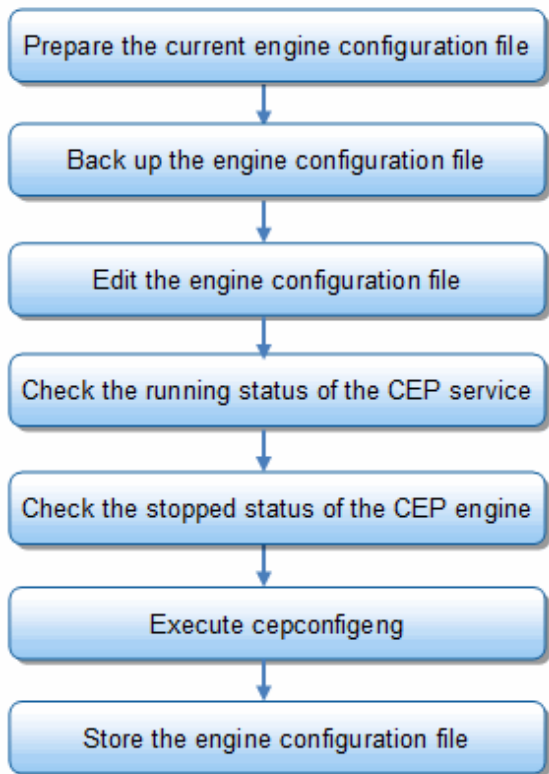 Prepare the current engine configuration file
Back up the engine configuration file
Edit the engine configuration file
Check the running status of the CEP service
Check the stopped status of the CEP engine
Execute cepconfigeng
Store the engine configuration file